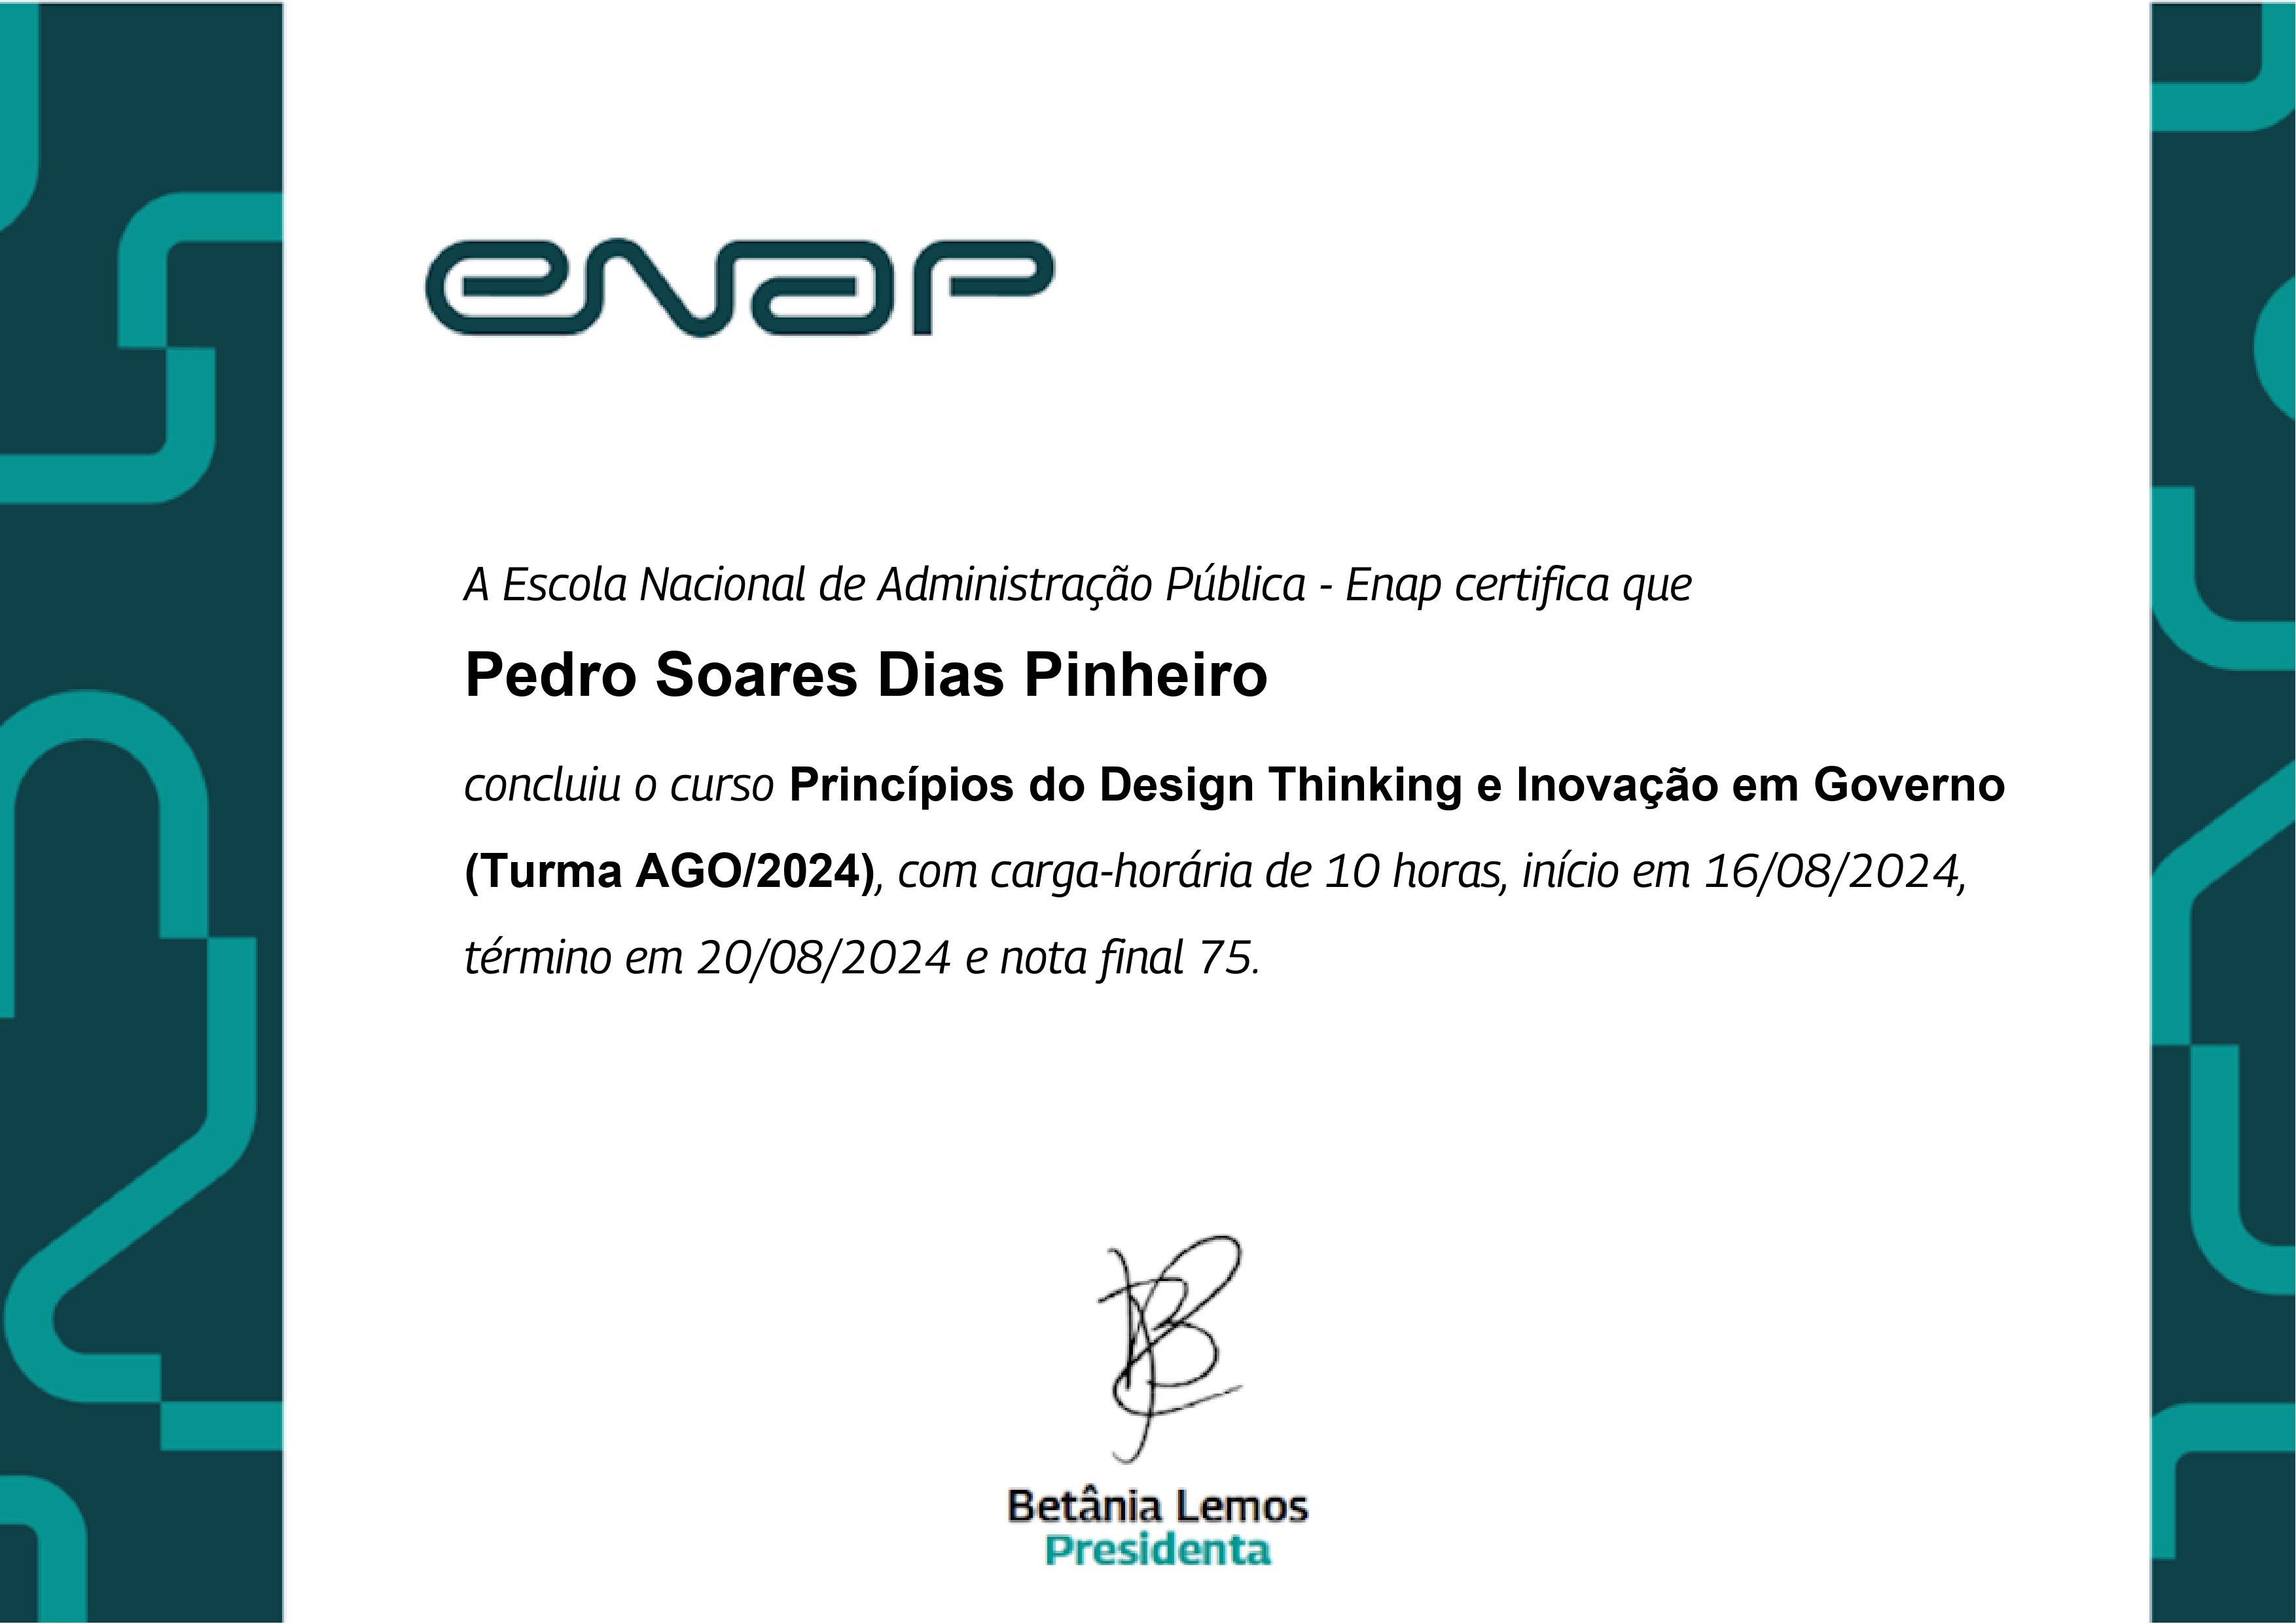 enap
A Escola Nacional de Administração Pública - Enap certifica que
Pedro Soares Dias Pinheiro
concluiu o curso Princípios do Design Thinking e Inovação em Governo
(Turma AGO/2024), com carga-horária de 10 horas, início em 16/08/2024,
término em 20/08/2024 e nota final 75.
Betânia Lemos
Presidenta